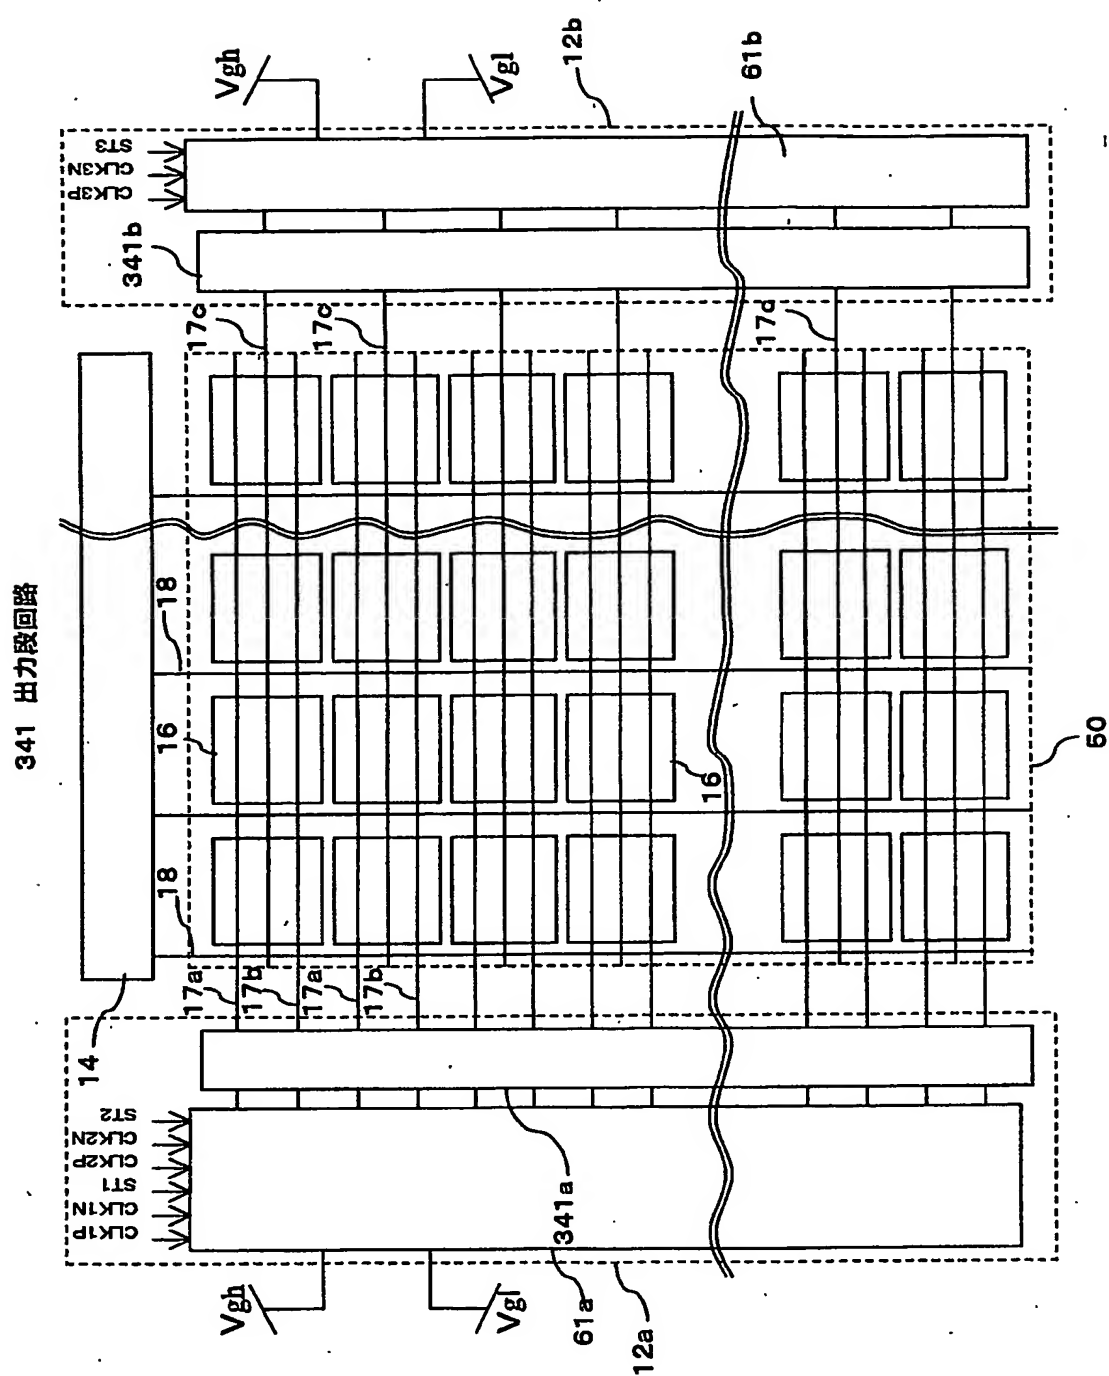 341 出力段回路
14
18
16
18
16
17a
17b
17a
17b
17c
17c
17c
Vgh
Vgl
CLK1P
CLK1N
ST1
CLK2P
CLK2N
ST2
341a
61a
12a
Vgh
Vgl
CLK3P
CLK3N
ST3
341b
12b
61b
50